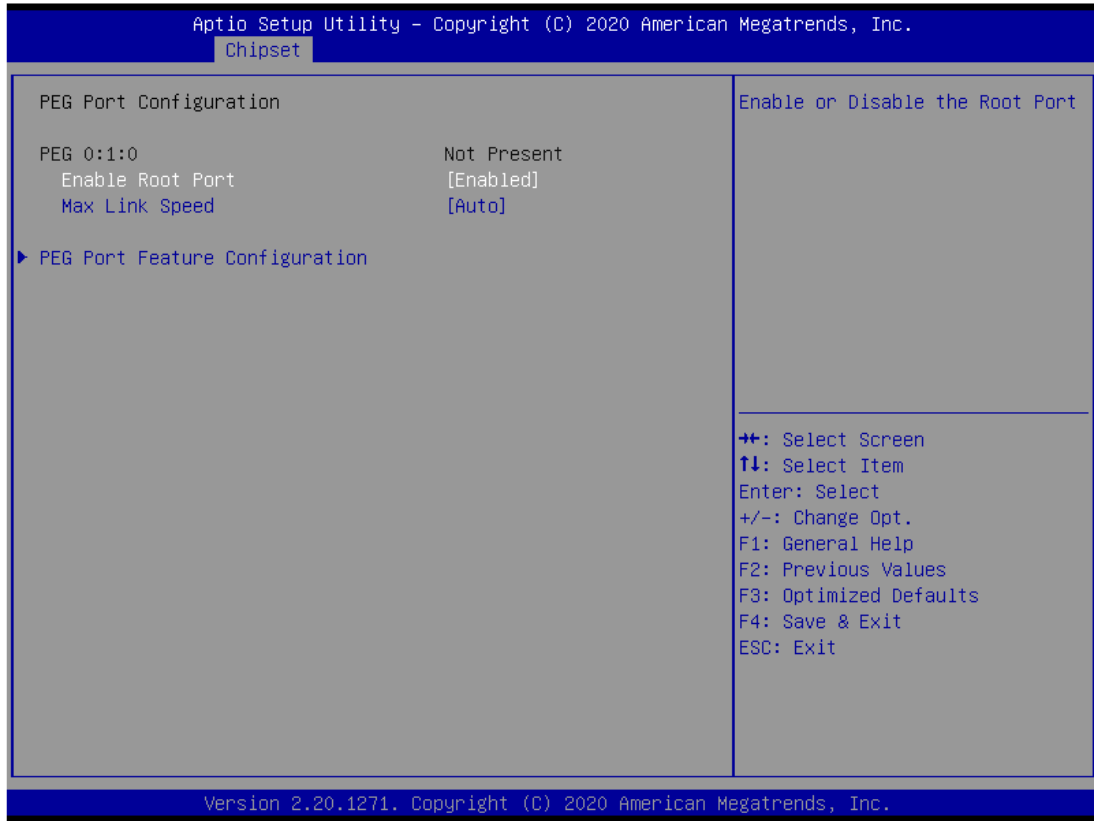 Aptio Setup Utility – Copyright (C) 2020 American Megatrends, Inc.
Chipset
PEG Port Configuration
PEG 0:1:0 Not Present
Enable Root Port [Enabled]
Max Link Speed [Auto]
PEG Port Feature Configuration
Enable or Disable the Root Port
→←: Select Screen
↑↓: Select Item
Enter: Select
+/-: Change Opt.
F1: General Help
F2: Previous Values
F3: Optimized Defaults
F4: Save & Exit
ESC: Exit
Version 2.20.1271. Copyright (C) 2020 American Megatrends, Inc.